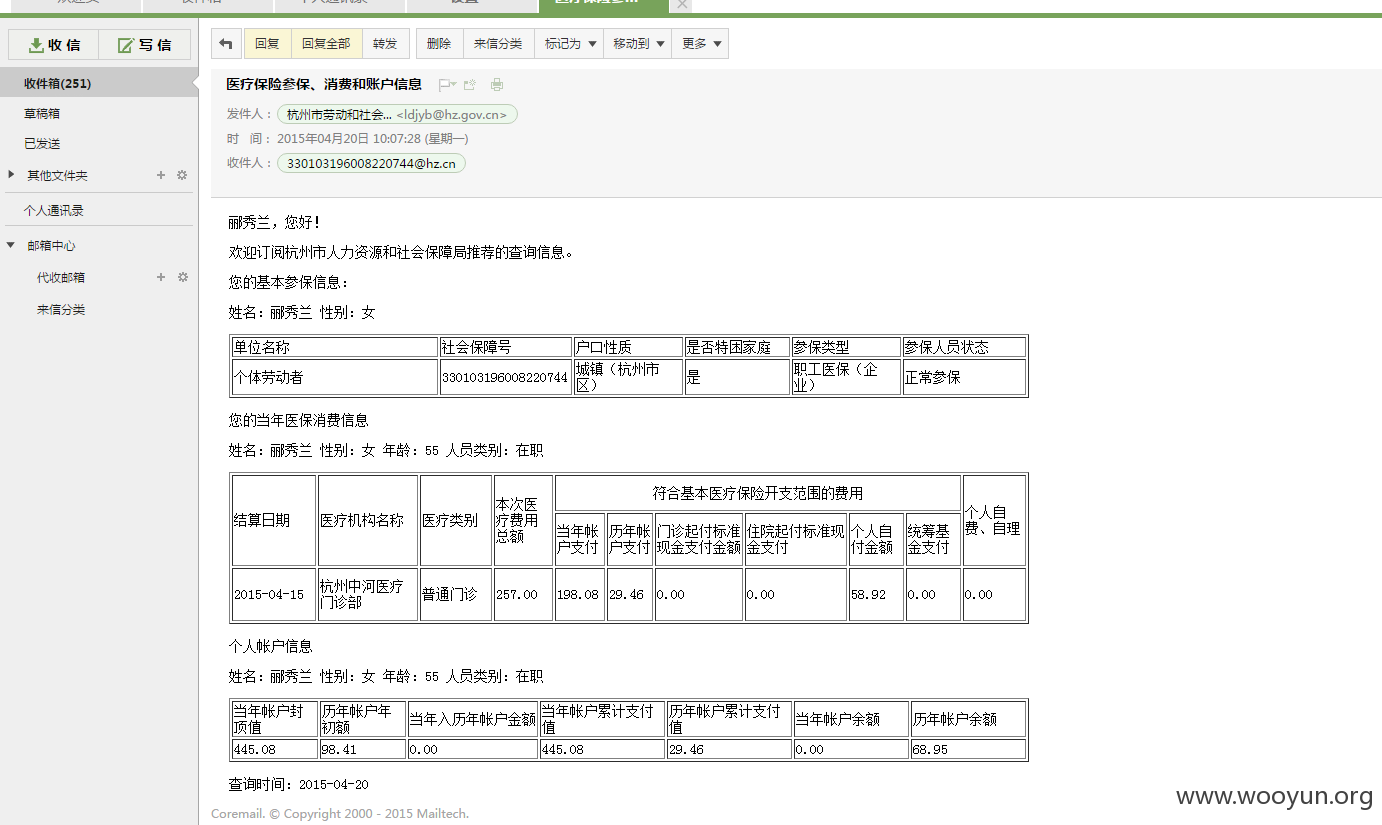 收件箱
个人通讯录
设置
医疗保险参...
收 信
写 信
回复
回复全部
转发
删除
来信分类
标记为
移动到
更多
收件箱(251)
草稿箱
已发送
其他文件夹
个人通讯录
邮箱中心
代收邮箱
来信分类
医疗保险参保、消费和账户信息
发件人： 杭州市劳动和社会... <ldjyb@hz.gov.cn>
时 间： 2015年04月20日 10:07:28 (星期一)
收件人： 330103196008220744@hz.cn
郦秀兰，您好！
欢迎订阅杭州市人力资源和社会保障局推荐的查询信息。
您的基本参保信息：
姓名：郦秀兰 性别：女
单位名称 社会保障号 户口性质 是否特困家庭 参保类型 参保人员状态
个体劳动者 330103196008220744 城镇（杭州市区） 是 职工医保（企业） 正常参保
您的当年医保消费信息
姓名：郦秀兰 性别：女 年龄：55 人员类别：在职
结算日期 医疗机构名称 医疗类别 本次医疗费用总额 符合基本医疗保险开支范围的费用 个人自费、自理
当年帐户支付 历年帐户支付 门诊起付标准现金支付金额 住院起付标准现金支付 个人自付金额 统筹基金支付
2015-04-15 杭州中河医疗门诊部 普通门诊 257.00 198.08 29.46 0.00 0.00 58.92 0.00 0.00
个人帐户信息
姓名：郦秀兰 性别：女 年龄：55 人员类别：在职
当年帐户封顶值 历年帐户年初额 当年入历年帐户金额 当年帐户累计支付值 历年帐户累计支付值 当年帐户余额 历年帐户余额
445.08 98.41 0.00 445.08 29.46 0.00 68.95
查询时间：2015-04-20
Coremail. © Copyright 2000 - 2015 Mailtech.
www.wooyun.org